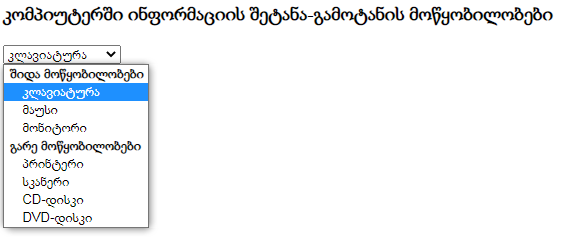 კომპიუტერში ინფორმაციის შეტანა-გამოტანის მოწყობილობები
კლავიატურა
შიდა მოწყობილობები
კლავიატურა
მაუსი
მონიტორი
გარე მოწყობილობები
პრინტერი
სკანერი
CD-დისკი
DVD-დისკი